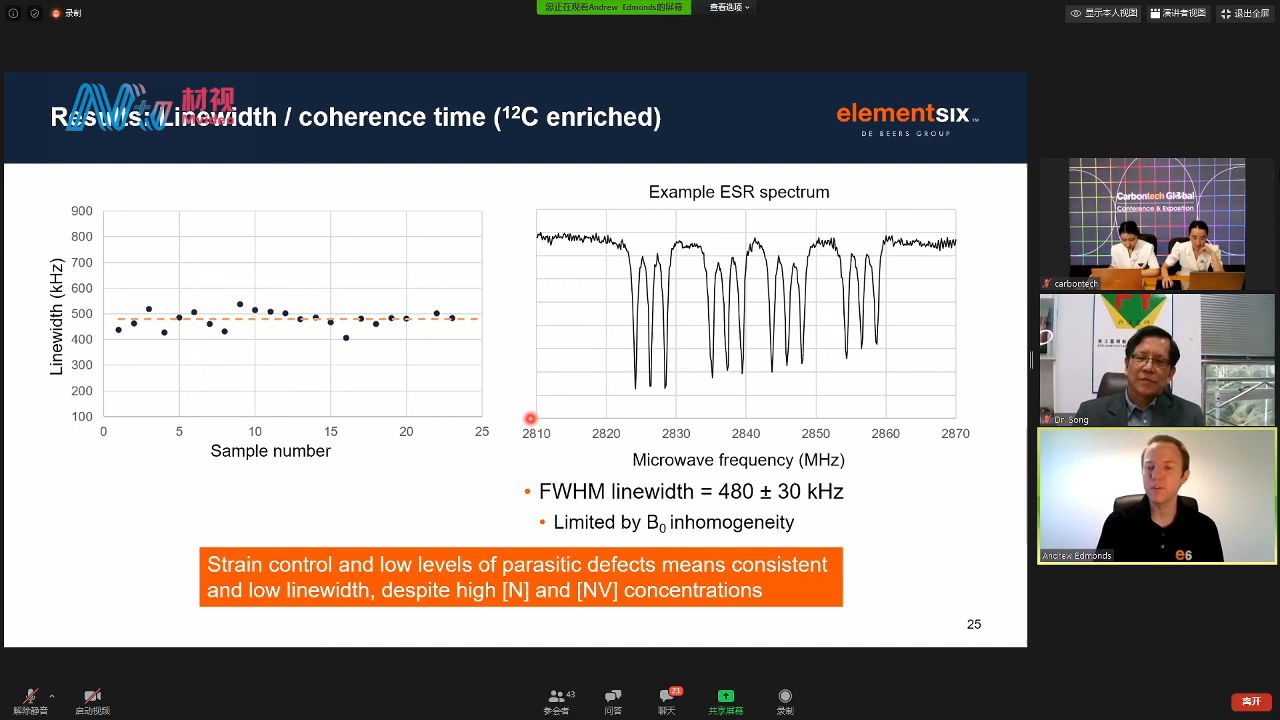 录制
您正在观看Andrew Edmonds的屏幕
查看选项
显示本人视图
演讲者视图
退出全屏
材视
Mvideo
Results: Linewidth / coherence time (¹²C enriched)
elementsix™
DE BEERS GROUP
Example ESR spectrum
900
800
700
600
500
400
300
200
100
Linewidth (kHz)
0
5
10
15
20
25
Sample number
2810
2820
2830
2840
2850
2860
2870
Microwave frequency (MHz)
• FWHM linewidth = 480 ± 30 kHz
• Limited by B₀ inhomogeneity
Strain control and low levels of parasitic defects means consistent
and low linewidth, despite high [N] and [NV] concentrations
25
Carbontech Global
Conference & Exposition
carbontech
Dr. Song
e6
Andrew Edmonds
解除静音
启动视频
43
参会者
问答
23
聊天
共享屏幕
录制
离开